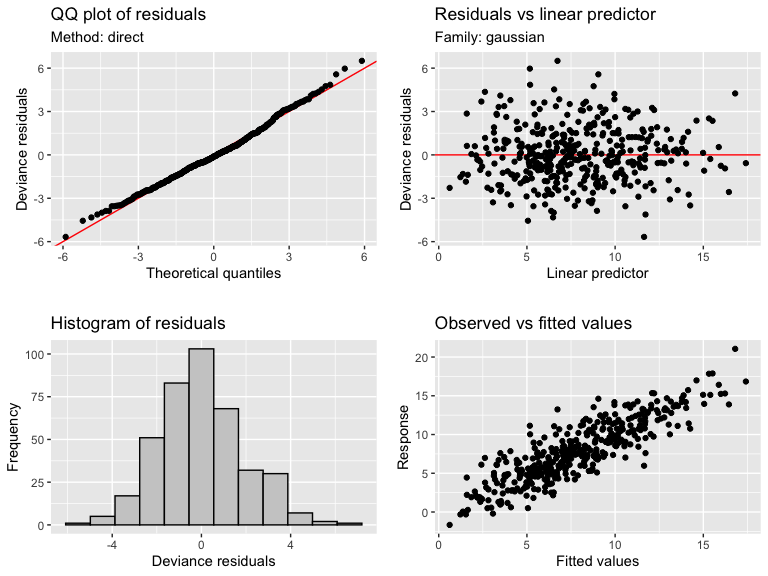 QQ plot of residuals
Method: direct
6
3
0
-3
-6
Deviance residuals
-6 -3 0 3 6
Theoretical quantiles
Residuals vs linear predictor
Family: gaussian
6
3
0
-3
-6
Deviance residuals
0 5 10 15
Linear predictor
Histogram of residuals
100
75
50
25
0
Frequency
-4 0 4
Deviance residuals
Observed vs fitted values
20
15
10
5
0
Response
0 5 10 15
Fitted values